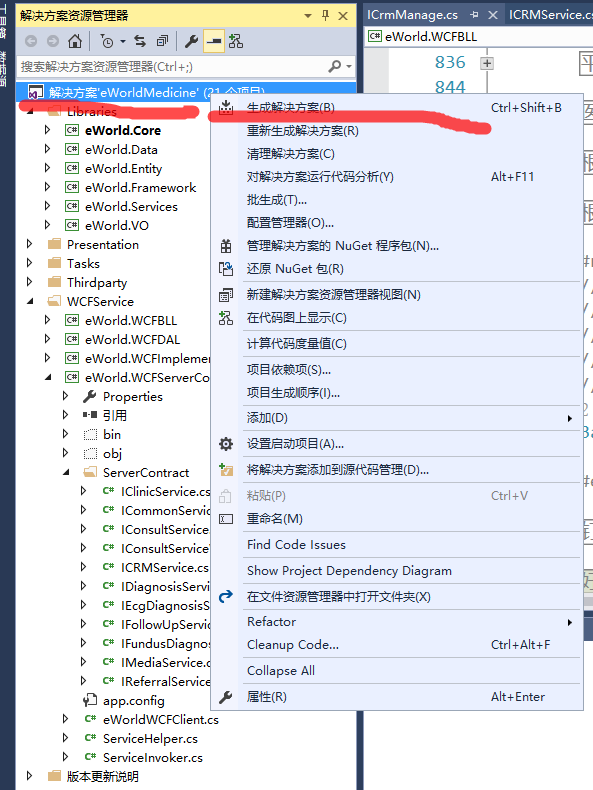 解决方案资源管理器
搜索解决方案资源管理器(Ctrl+;)
解决方案'eWorldMedicine' (21 个项目)
Libraries
eWorld.Core
eWorld.Data
eWorld.Entity
eWorld.Framework
eWorld.Services
eWorld.VO
Presentation
Tasks
Thirdparty
WCFService
eWorld.WCFBLL
eWorld.WCFDAL
eWorld.WCFImplemen
eWorld.WCFServerCo
Properties
引用
bin
obj
ServerContract
IClinicService.cs
ICommonServic
IConsultService.
IConsultService
ICRMService.cs
IDiagnosisServi
IEcgDiagnosisS
IFollowUpServic
IFundusDiagnos
IMediaService.c
IReferralService
app.config
eWorldWCFClient.cs
ServiceHelper.cs
ServiceInvoker.cs
版本更新说明
生成解决方案(B) Ctrl+Shift+B
重新生成解决方案(R)
清理解决方案(C)
对解决方案运行代码分析(Y) Alt+F11
批生成(T)...
配置管理器(O)...
管理解决方案的 NuGet 程序包(N)...
还原 NuGet 包(R)
新建解决方案资源管理器视图(N)
在代码图上显示(C)
计算代码度量值(C)
项目依赖项(S)...
项目生成顺序(I)...
添加(D)
设置启动项目(A)...
将解决方案添加到源代码管理(D)...
粘贴(P) Ctrl+V
重命名(M)
Find Code Issues
Show Project Dependency Diagram
在文件资源管理器中打开文件夹(X)
Refactor
Cleanup Code... Ctrl+Alt+F
Collapse All
属性(R) Alt+Enter
ICrmManage.cs ICRMService.cs
eWorld.WCFBLL
836
844